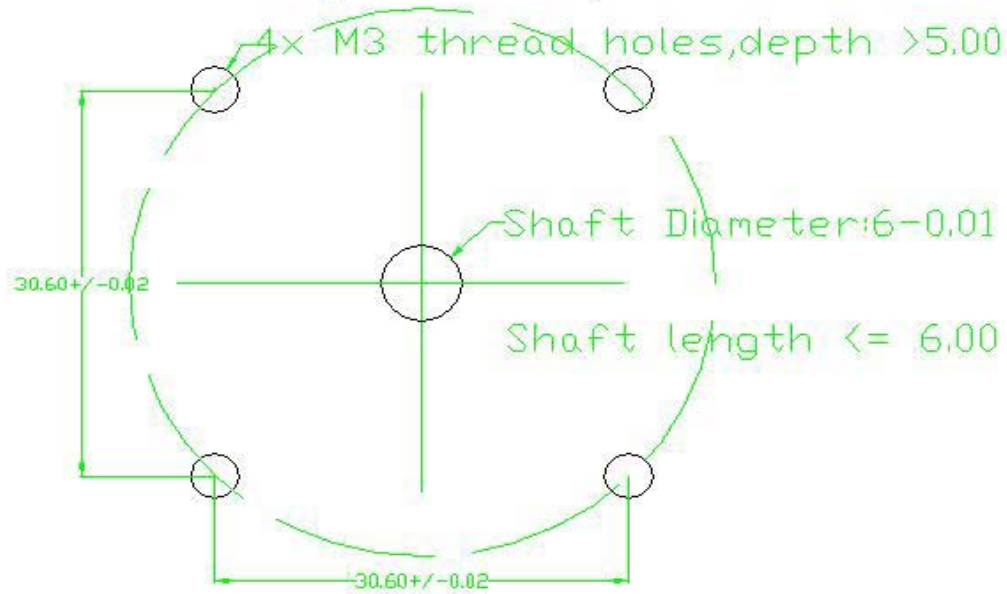 4x M3 thread holes,depth >5.00
Shaft Diameter:6-0.01
30.60+/-0.02
Shaft length <= 6.00
30.60+/-0.02